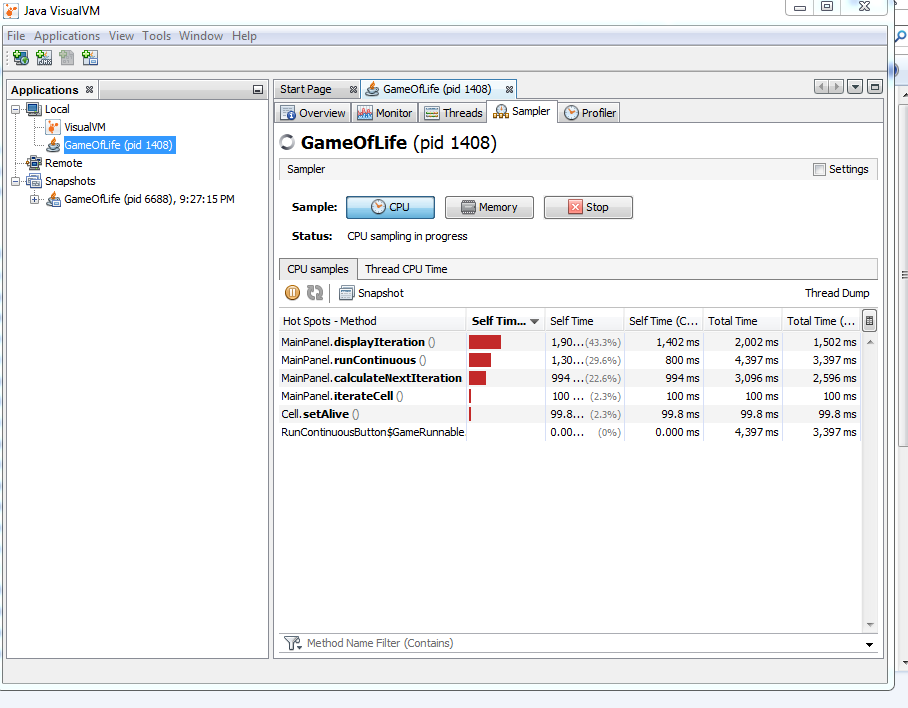 Java VisualVM
File Applications View Tools Window Help
Applications
Local
VisualVM
GameOfLife (pid 1408)
Remote
Snapshots
GameOfLife (pid 6688), 9:27:15 PM
Start Page GameOfLife (pid 1408)
Overview Monitor Threads Sampler Profiler
GameOfLife (pid 1408)
Sampler Settings
Sample: CPU Memory Stop
Status: CPU sampling in progress
CPU samples Thread CPU Time
Snapshot Thread Dump
Hot Spots - Method Self Tim... Self Time Self Time (C... Total Time Total Time (...
MainPanel.displayIteration () 1,90... (43.3%) 1,402 ms 2,002 ms 1,502 ms
MainPanel.runContinuous () 1,30... (29.6%) 800 ms 4,397 ms 3,397 ms
MainPanel.calculateNextIteration 994 ... (22.6%) 994 ms 3,096 ms 2,596 ms
MainPanel.iterateCell () 100 ... (2.3%) 100 ms 100 ms 100 ms
Cell.setAlive () 99.8... (2.3%) 99.8 ms 99.8 ms 99.8 ms
RunContinuousButton$GameRunnable 0.00... (0%) 0.000 ms 4,397 ms 3,397 ms
Method Name Filter (Contains)